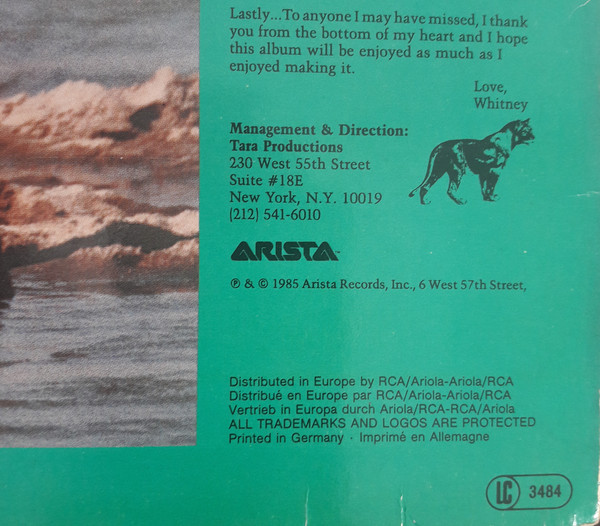 Lastly...To anyone I may have missed, I thank
you from the bottom of my heart and I hope
this album will be enjoyed as much as I
enjoyed making it.
Love,
Whitney
Management & Direction:
Tara Productions
230 West 55th Street
Suite #18E
New York, N.Y. 10019
(212) 541-6010
ARISTA™
℗ & © 1985 Arista Records, Inc., 6 West 57th Street,
Distributed in Europe by RCA/Ariola-Ariola/RCA
Distribué en Europe par RCA/Ariola-Ariola/RCA
Vertrieb in Europa durch Ariola/RCA-RCA/Ariola
ALL TRADEMARKS AND LOGOS ARE PROTECTED
Printed in Germany · Imprimé en Allemagne
LC 3484